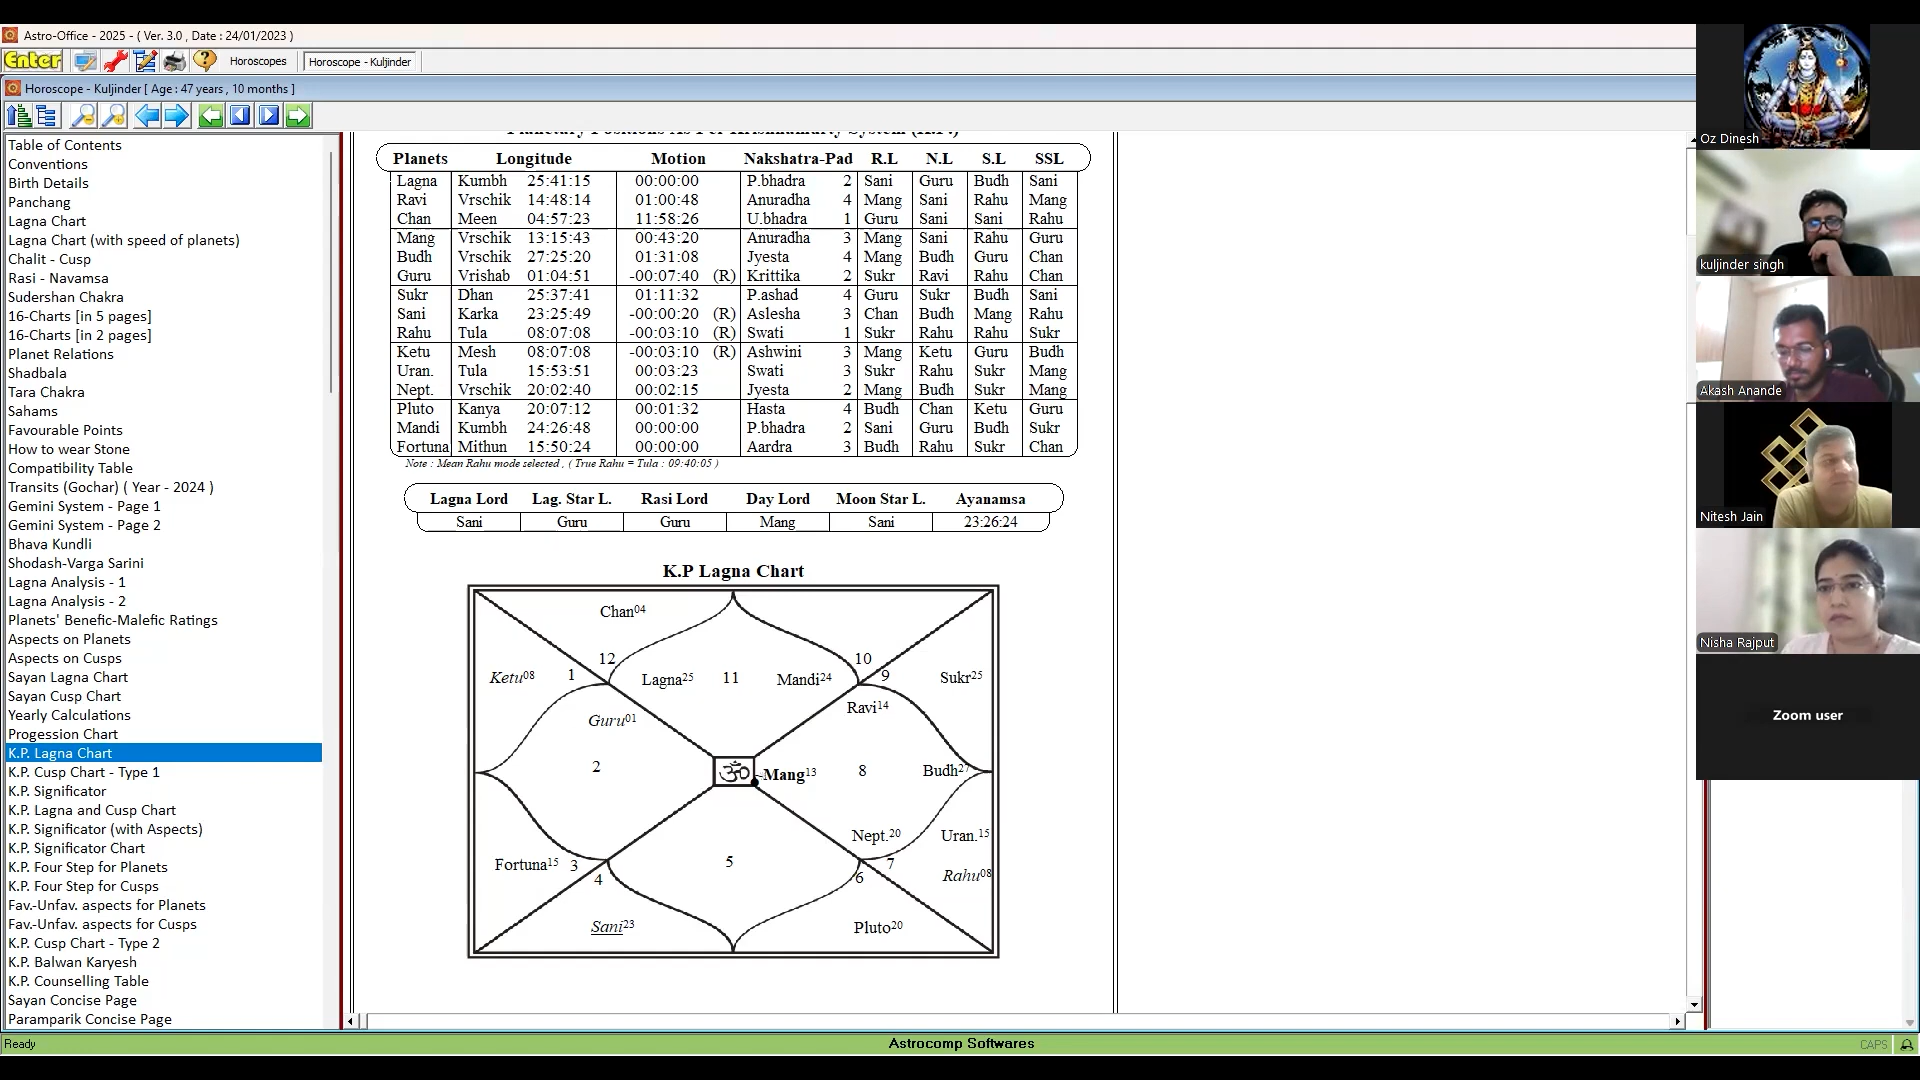 Astro-Office - 2025 - ( Ver. 3.0 , Date : 24/01/2023 )
Enter Horoscopes Horoscope - Kuljinder
Horoscope - Kuljinder [ Age : 47 years , 10 months ]
Table of Contents
Conventions
Birth Details
Panchang
Lagna Chart
Lagna Chart (with speed of planets)
Chalit - Cusp
Rasi - Navamsa
Sudershan Chakra
16-Charts [in 5 pages]
16-Charts [in 2 pages]
Planet Relations
Shadbala
Tara Chakra
Sahams
Favourable Points
How to wear Stone
Compatibility Table
Transits (Gochar) ( Year - 2024 )
Gemini System - Page 1
Gemini System - Page 2
Bhava Kundli
Shodash-Varga Sarini
Lagna Analysis - 1
Lagna Analysis - 2
Planets' Benefic-Malefic Ratings
Aspects on Planets
Aspects on Cusps
Sayan Lagna Chart
Sayan Cusp Chart
Yearly Calculations
Progession Chart
K.P. Lagna Chart
K.P. Cusp Chart - Type 1
K.P. Significator
K.P. Lagna and Cusp Chart
K.P. Significator (with Aspects)
K.P. Significator Chart
K.P. Four Step for Planets
K.P. Four Step for Cusps
Fav.-Unfav. aspects for Planets
Fav.-Unfav. aspects for Cusps
K.P. Cusp Chart - Type 2
K.P. Balwan Karyesh
K.P. Counselling Table
Sayan Concise Page
Paramparik Concise Page
Planets Longitude Motion Nakshatra-Pad R.L N.L S.L SSL
Lagna Kumbh 25:41:15 00:00:00 P.bhadra 2 Sani Guru Budh Sani
Ravi Vrschik 14:48:14 01:00:48 Anuradha 4 Mang Sani Rahu Mang
Chan Meen 04:57:23 11:58:26 U.bhadra 1 Guru Sani Sani Rahu
Mang Vrschik 13:15:43 00:43:20 Anuradha 3 Mang Sani Rahu Guru
Budh Vrschik 27:25:20 01:31:08 Jyesta 4 Mang Budh Guru Chan
Guru Vrishab 01:04:51 -00:07:40 (R) Krittika 2 Sukr Ravi Rahu Chan
Sukr Dhan 25:37:41 01:11:32 P.ashad 4 Guru Sukr Budh Sani
Sani Karka 23:25:49 -00:00:20 (R) Aslesha 3 Chan Budh Mang Rahu
Rahu Tula 08:07:08 -00:03:10 (R) Swati 1 Sukr Rahu Rahu Sukr
Ketu Mesh 08:07:08 -00:03:10 (R) Ashwini 3 Mang Ketu Guru Budh
Uran. Tula 15:53:51 00:03:23 Swati 3 Sukr Rahu Sukr Mang
Nept. Vrschik 20:02:40 00:02:15 Jyesta 2 Mang Budh Sukr Mang
Pluto Kanya 20:07:12 00:01:32 Hasta 4 Budh Chan Ketu Guru
Mandi Kumbh 24:26:48 00:00:00 P.bhadra 2 Sani Guru Budh Sukr
Fortuna Mithun 15:50:24 00:00:00 Aardra 3 Budh Rahu Sukr Chan
Note : Mean Rahu mode selected , ( True Rahu = Tula : 09:40:05 )
Lagna Lord Lag. Star L. Rasi Lord Day Lord Moon Star L. Ayanamsa
Sani Guru Guru Mang Sani 23:26:24
K.P Lagna Chart
Chan04
12 10
Ketu08 1 Lagna25 11 Mandi24 9 Sukr25
Guru01 Ravi14
2 ॐ Mang13 8 Budh27
Nept.20 Uran.15
Fortuna15 3 5 7
4 6 Rahu08
Sani23 Pluto20
Oz Dinesh
kuljinder singh
Akash Anande
Nitesh Jain
Nisha Rajput
Zoom user
Ready Astrocomp Softwares CAPS